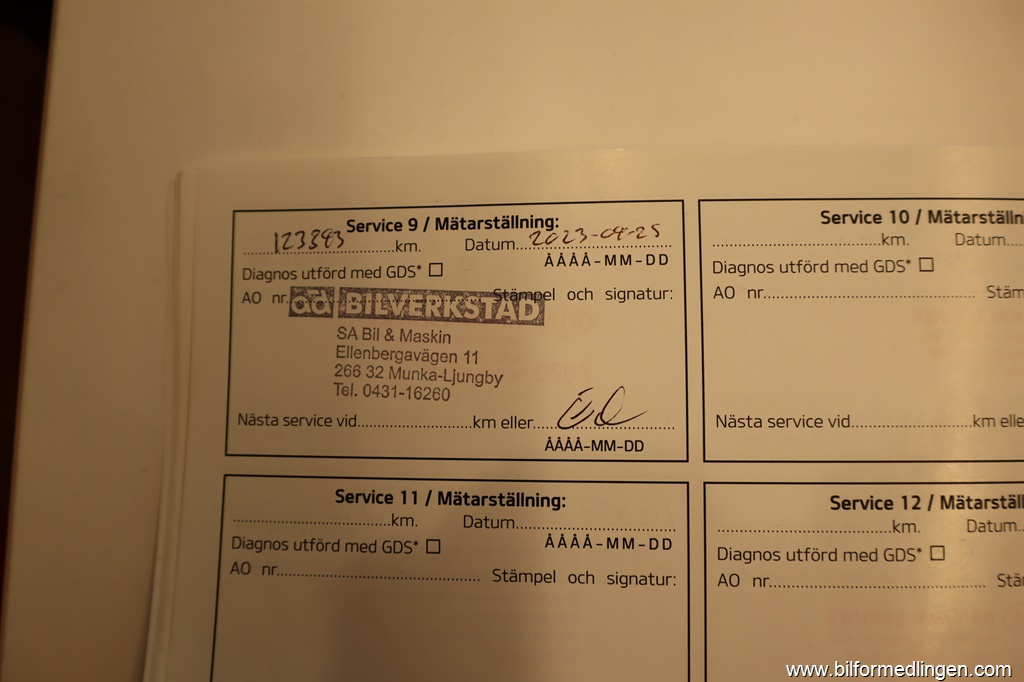 Service 9 / Mätarställning:
123383 km. Datum 2023-04-25
ÅÅÅÅ-MM-DD
Diagnos utförd med GDS* ☐
AO nr. Stämpel och signatur:
ad BILVERKSTAD
SA Bil & Maskin
Ellenbergavägen 11
266 32 Munka-Ljungby
Tel. 0431-16260
Nästa service vid km eller
ÅÅÅÅ-MM-DD
Service 10 / Mätarställn
km. Datum
Diagnos utförd med GDS* ☐
AO nr. Stäm
Nästa service vid km elle
Service 11 / Mätarställning:
km. Datum
ÅÅÅÅ-MM-DD
Diagnos utförd med GDS* ☐
AO nr. Stämpel och signatur:
Service 12 / Mätarställ
km. Datum
Diagnos utförd med GDS* ☐
AO nr. Stä
www.bilformedlingen.com